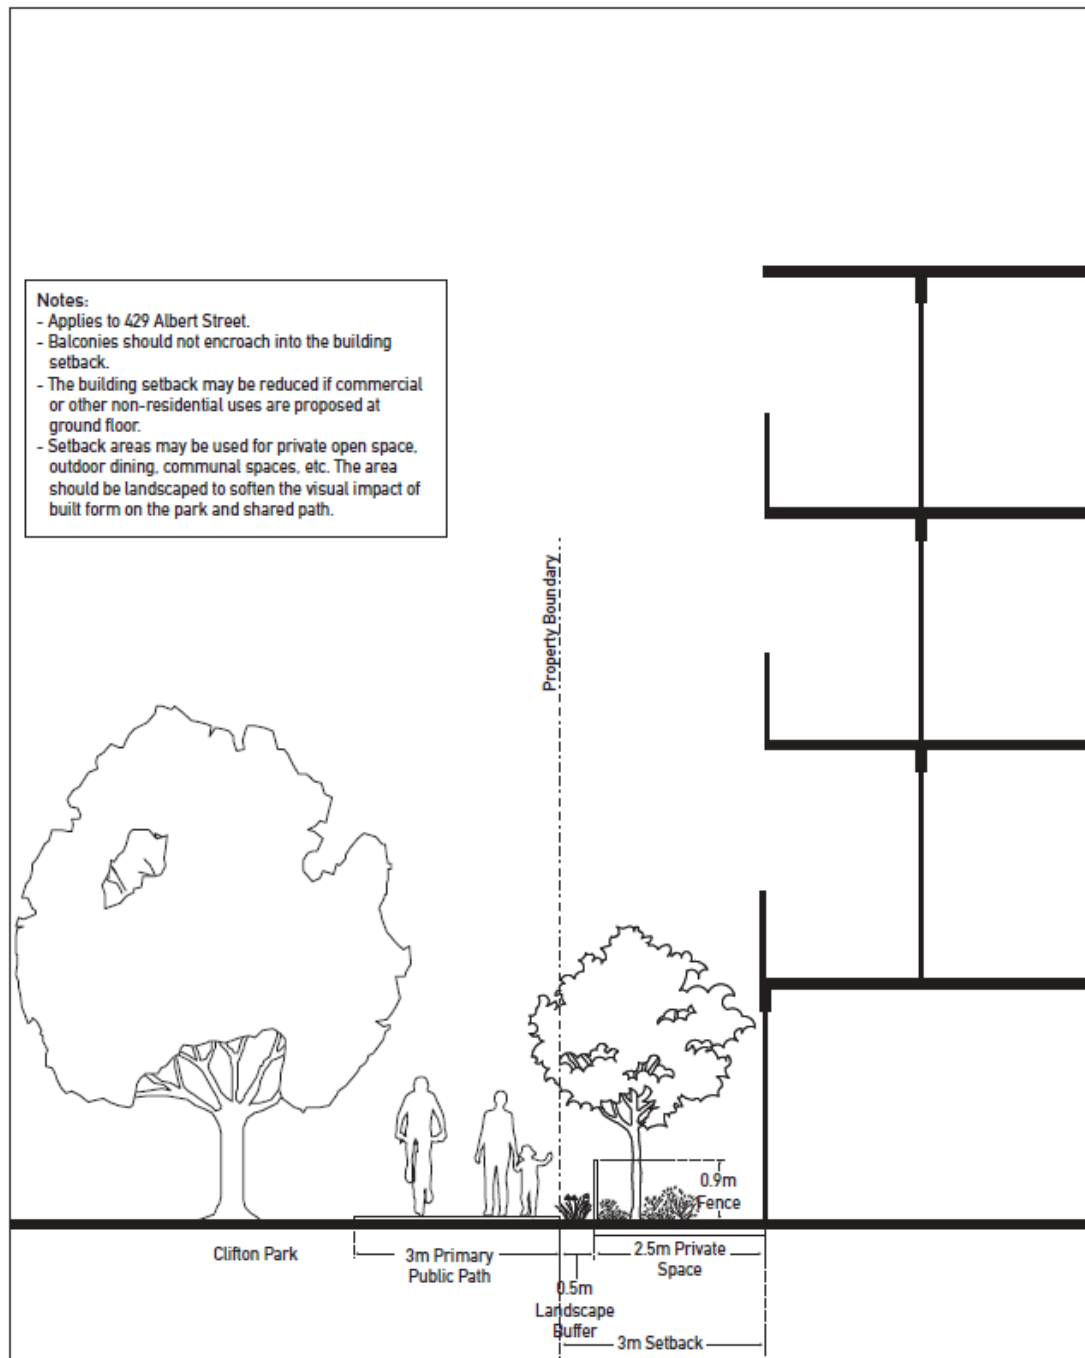 Notes:
- Applies to 429 Albert Street.
- Balconies should not encroach into the building
setback.
- The building setback may be reduced if commercial
or other non-residential uses are proposed at
ground floor.
- Setback areas may be used for private open space,
outdoor dining, communal spaces, etc. The area
should be landscaped to soften the visual impact of
built form on the park and shared path.
Property Boundary
0.9m
Fence
Clifton Park
3m Primary
Public Path
0.5m
Landscape
Buffer
2.5m Private
Space
3m Setback